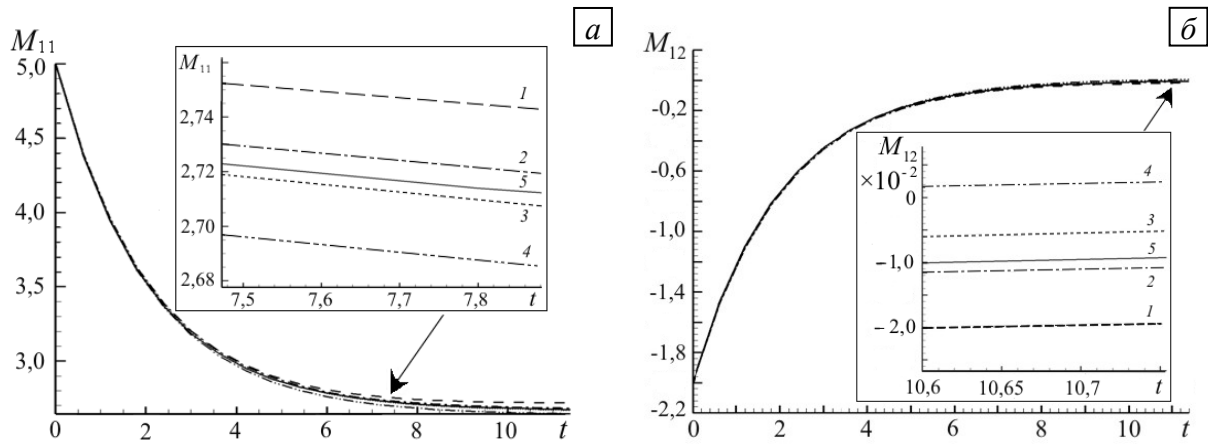 а
M₁₁
5,0
4,5
4,0
3,5
3,0
0 2 4 6 8 10 t
M₁₁
2,74
2,72
2,70
2,68
7,5 7,6 7,7 7,8 t
1
2
5
3
4
б
M₁₂
-0,2
-0,6
-1,0
-1,4
-1,8
-2,2
0 2 4 6 8 10 t
M₁₂
×10⁻²
0
−1,0
−2,0
10,6 10,65 10,7 t
4
3
5
2
1